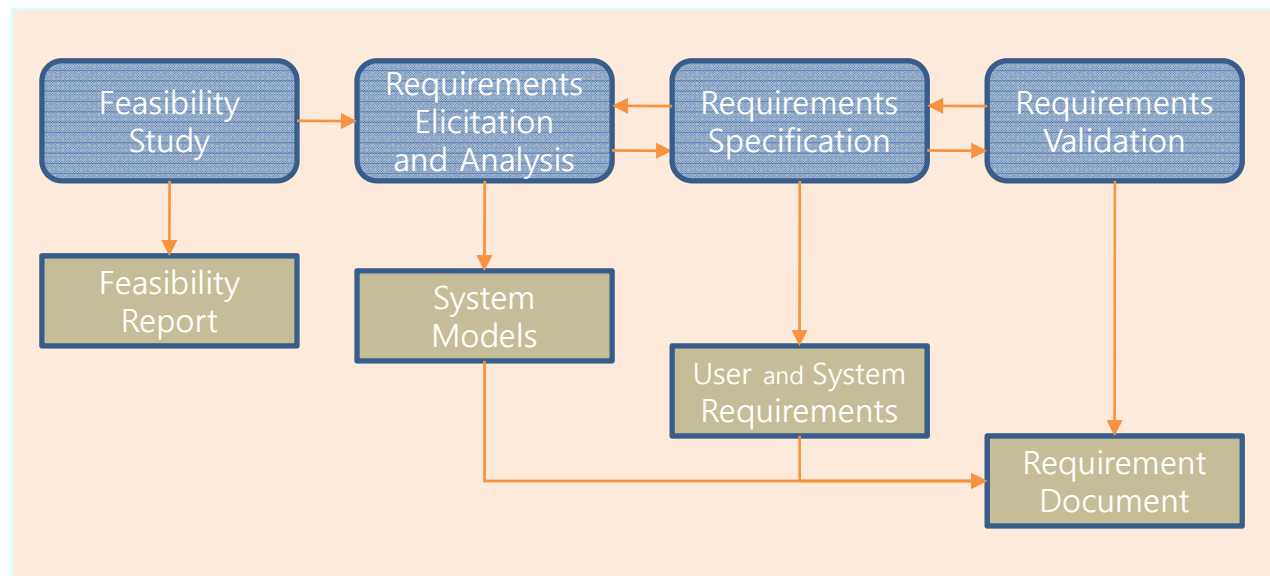 Feasibility
Study
Requirements
Elicitation
and Analysis
Requirements
Specification
Requirements
Validation
Feasibility
Report
System
Models
User and System
Requirements
Requirement
Document